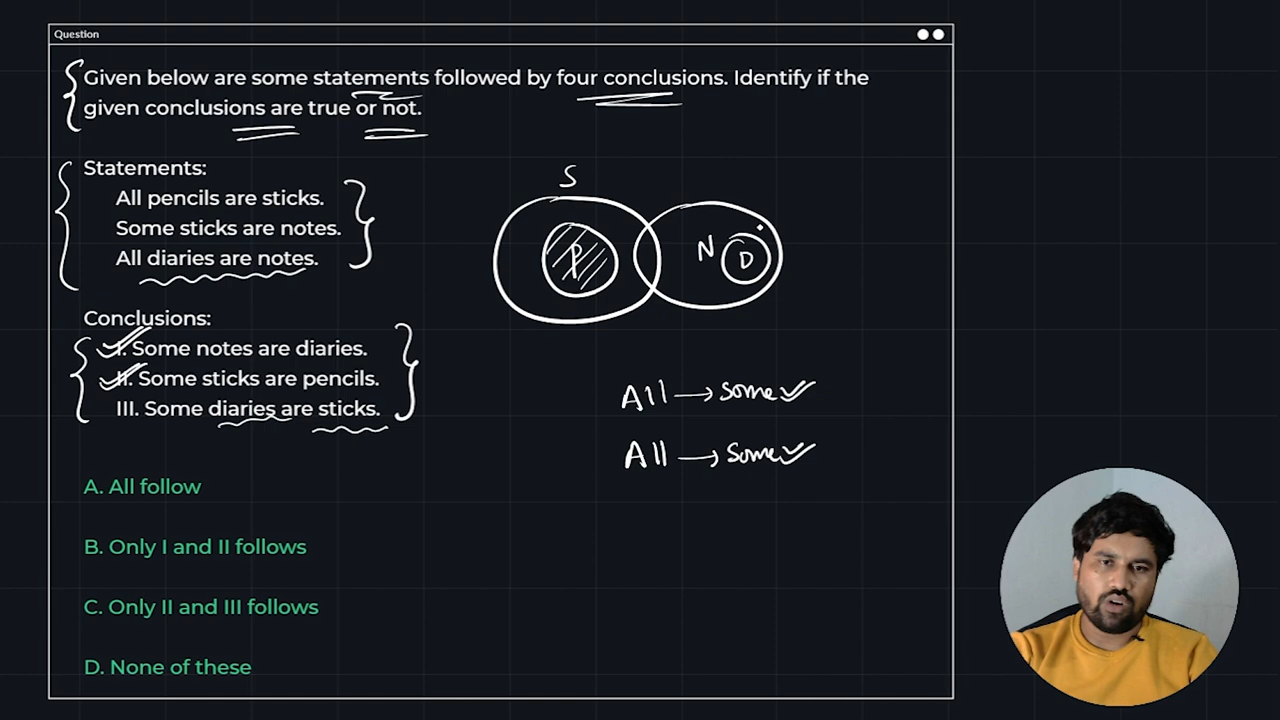 Question
Given below are some statements followed by four conclusions. Identify if the
given conclusions are true or not.
Statements:
All pencils are sticks.
Some sticks are notes.
All diaries are notes.
S
P
N
D
Conclusions:
I. Some notes are diaries.
II. Some sticks are pencils.
III. Some diaries are sticks.
All → some
All → Some
A. All follow
B. Only I and II follows
C. Only II and III follows
D. None of these